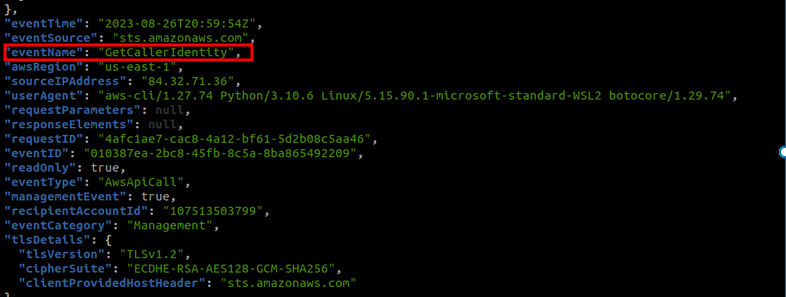 },
"eventTime": "2023-08-26T20:59:54Z",
"eventSource": "sts.amazonaws.com",
"eventName": "GetCallerIdentity",
"awsRegion": "us-east-1",
"sourceIPAddress": "84.32.71.36",
"userAgent": "aws-cli/1.27.74 Python/3.10.6 Linux/5.15.90.1-microsoft-standard-WSL2 botocore/1.29.74",
"requestParameters": null,
"responseElements": null,
"requestID": "4afc1ae7-cac8-4a12-bf61-5d2b08c5aa46",
"eventID": "010387ea-2bc8-45fb-8c5a-8ba865492209",
"readOnly": true,
"eventType": "AwsApiCall",
"managementEvent": true,
"recipientAccountId": "107513503799",
"eventCategory": "Management",
"tlsDetails": {
"tlsVersion": "TLSv1.2",
"cipherSuite": "ECDHE-RSA-AES128-GCM-SHA256",
"clientProvidedHostHeader": "sts.amazonaws.com"
}